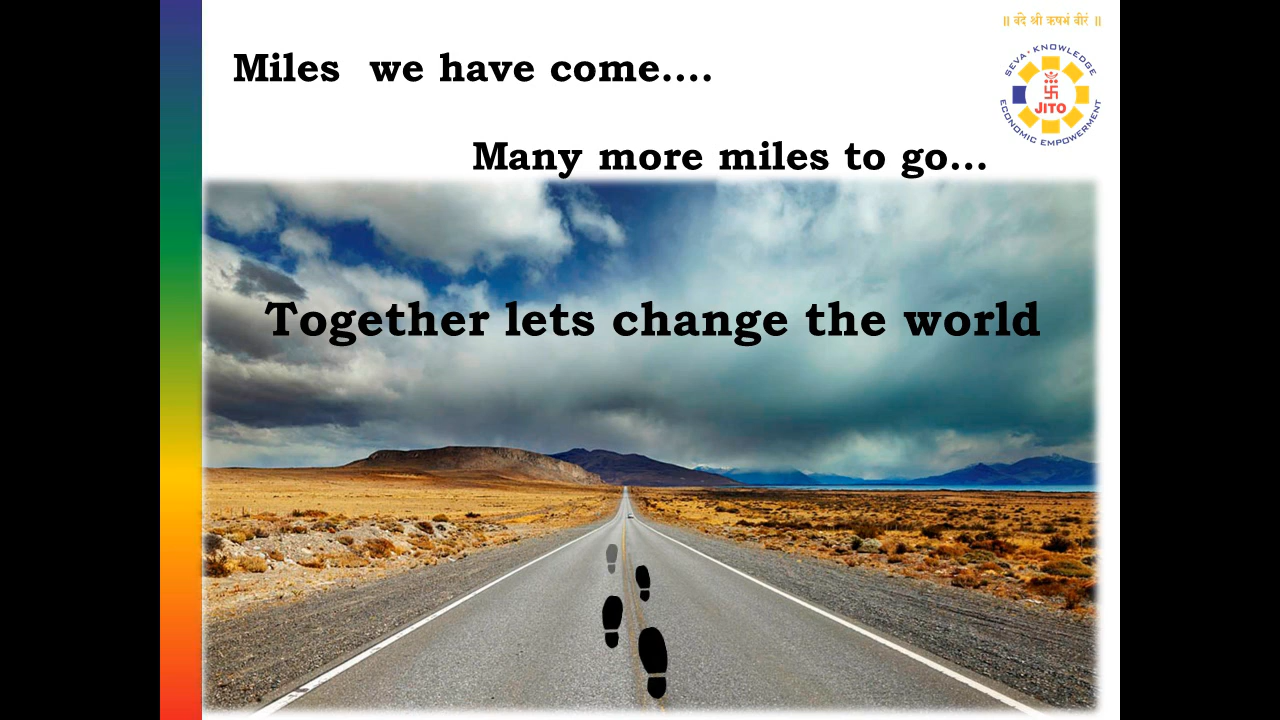 ॥ वंदे श्री ऋषभं वीरं ॥
Miles we have come....
SEVA • KNOWLEDGE
JITO
ECONOMIC EMPOWERMENT
Many more miles to go...
Together lets change the world